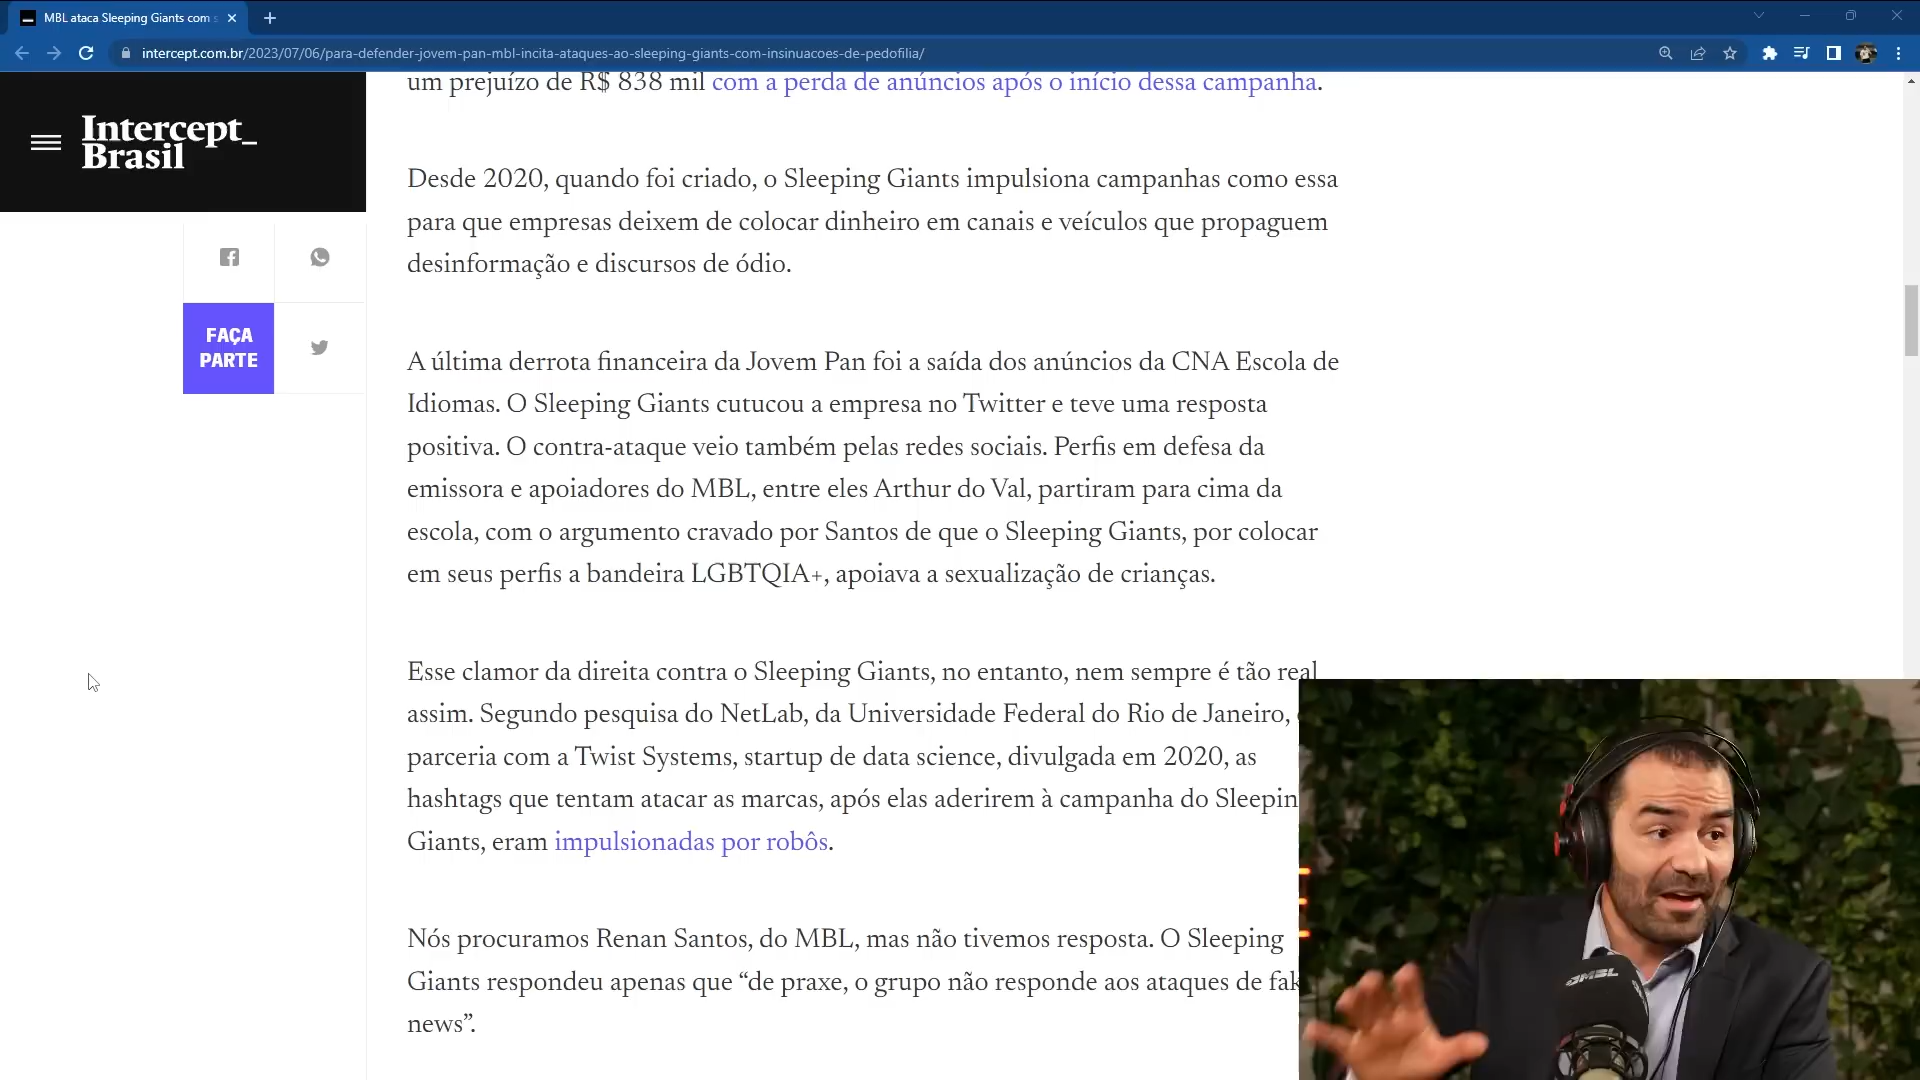 MBL ataca Sleeping Giants com
intercept.com.br/2023/07/06/para-defender-jovem-pan-mbl-incita-ataques-ao-sleeping-giants-com-insinuacoes-de-pedofilia/
Intercept_
Brasil
FAÇA
PARTE
um prejuízo de R$ 838 mil com a perda de anúncios após o início dessa campanha.
Desde 2020, quando foi criado, o Sleeping Giants impulsiona campanhas como essa
para que empresas deixem de colocar dinheiro em canais e veículos que propaguem
desinformação e discursos de ódio.
A última derrota financeira da Jovem Pan foi a saída dos anúncios da CNA Escola de
Idiomas. O Sleeping Giants cutucou a empresa no Twitter e teve uma resposta
positiva. O contra-ataque veio também pelas redes sociais. Perfis em defesa da
emissora e apoiadores do MBL, entre eles Arthur do Val, partiram para cima da
escola, com o argumento cravado por Santos de que o Sleeping Giants, por colocar
em seus perfis a bandeira LGBTQIA+, apoiava a sexualização de crianças.
Esse clamor da direita contra o Sleeping Giants, no entanto, nem sempre é tão real
assim. Segundo pesquisa do NetLab, da Universidade Federal do Rio de Janeiro,
parceria com a Twist Systems, startup de data science, divulgada em 2020, as
hashtags que tentam atacar as marcas, após elas aderirem à campanha do Sleepin
Giants, eram impulsionadas por robôs.
Nós procuramos Renan Santos, do MBL, mas não tivemos resposta. O Sleeping
Giants respondeu apenas que “de praxe, o grupo não responde aos ataques de fak
news”.
MBL